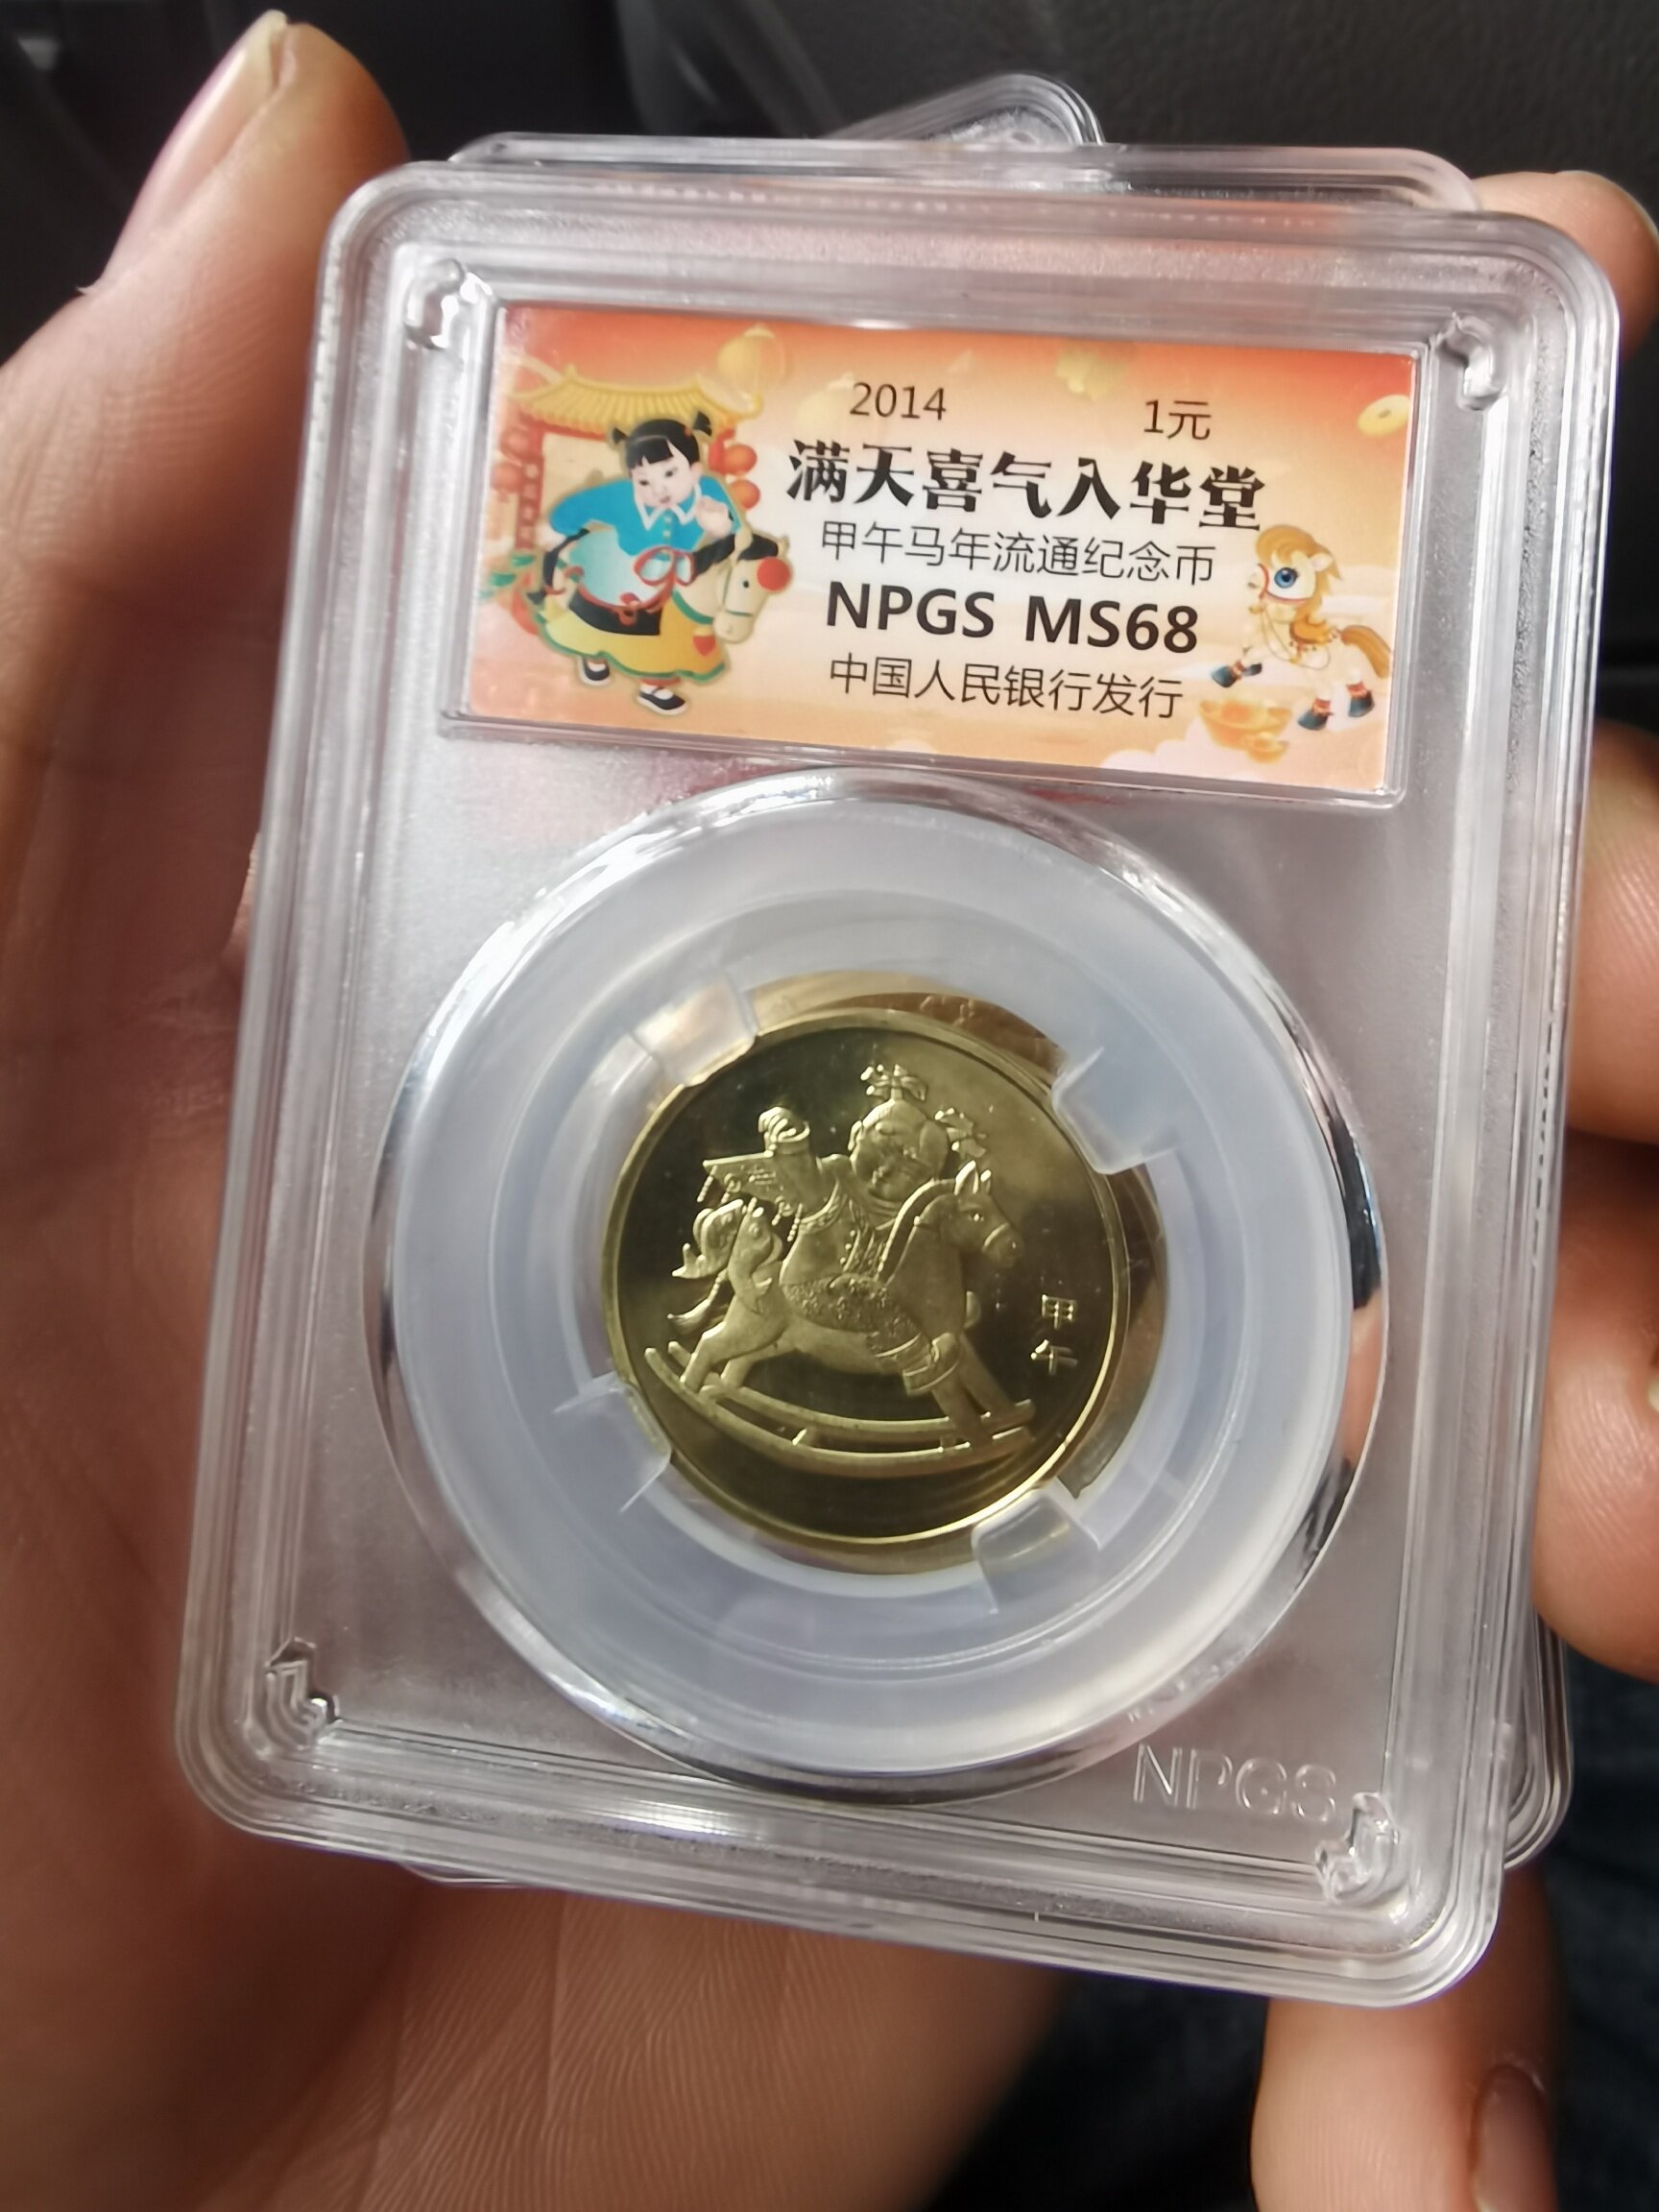 2014 1元
满天喜气入华堂
甲午马年流通纪念币
NPGS MS68
中国人民银行发行
甲
午
NPGS